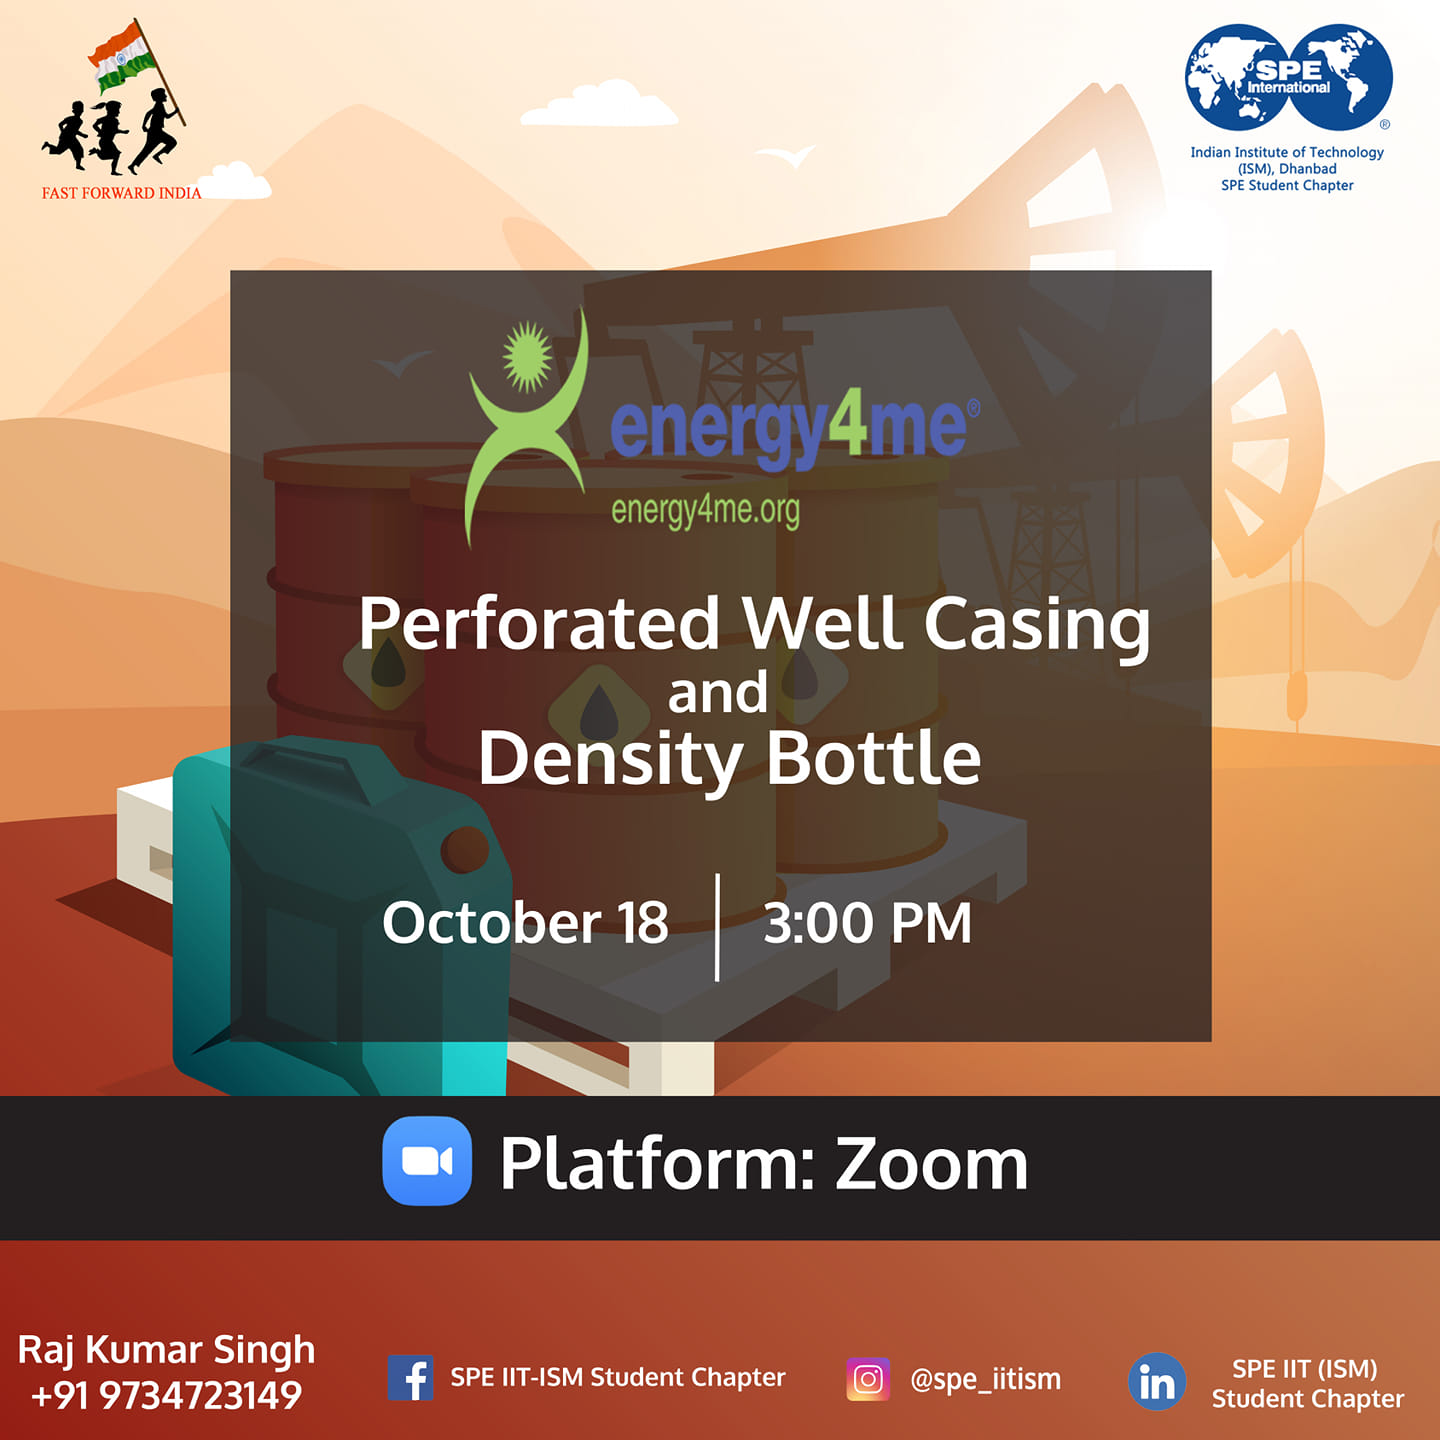 FAST FORWARD INDIA
SPE
International
®
Indian Institute of Technology
(ISM), Dhanbad
SPE Student Chapter
energy4me®
energy4me.org
Perforated Well Casing
and
Density Bottle
October 18 | 3:00 PM
Platform: Zoom
Raj Kumar Singh
+91 9734723149
SPE IIT-ISM Student Chapter
@spe_iitism
in
SPE IIT (ISM)
Student Chapter